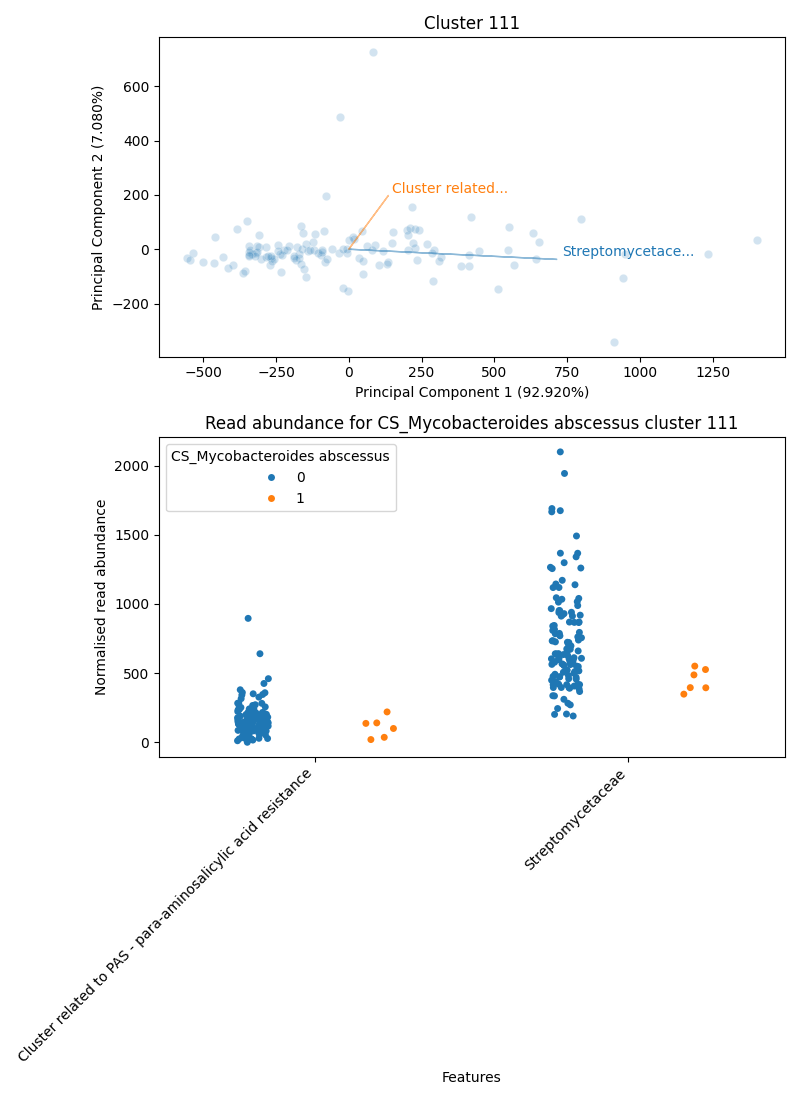 Cluster 111
Principal Component 2 (7.080%)
600
400
200
0
−200
Cluster related...
Streptomycetace...
−500
−250
0
250
500
750
1000
1250
Principal Component 1 (92.920%)
Read abundance for CS_Mycobacteroides abscessus cluster 111
Normalised read abundance
2000
1500
1000
500
0
CS_Mycobacteroides abscessus
0
1
Cluster related to PAS - para-aminosalicylic acid resistance
Streptomycetaceae
Features